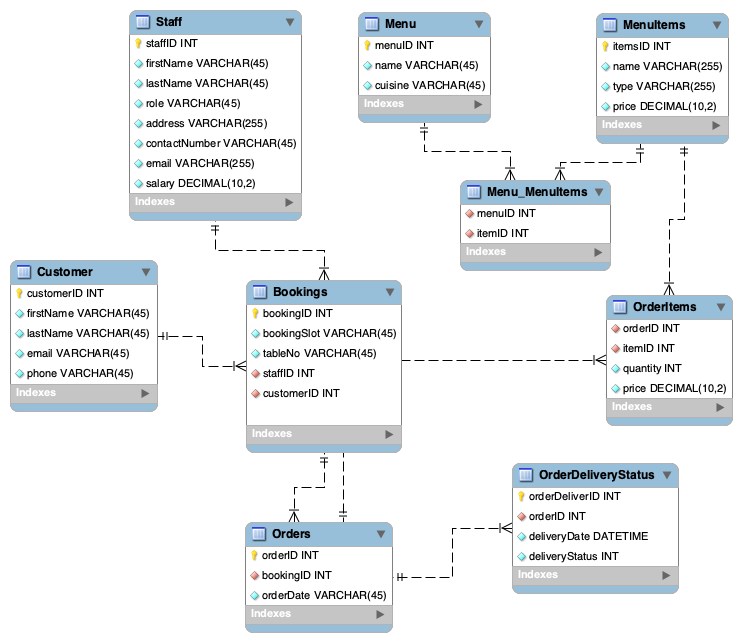 Staff
staffID INT
firstName VARCHAR(45)
lastName VARCHAR(45)
role VARCHAR(45)
address VARCHAR(255)
contactNumber VARCHAR(45)
email VARCHAR(255)
salary DECIMAL(10,2)
Indexes
Menu
menuID INT
name VARCHAR(45)
cuisine VARCHAR(45)
Indexes
MenuItems
itemsID INT
name VARCHAR(255)
type VARCHAR(255)
price DECIMAL(10,2)
Indexes
Menu_MenuItems
menuID INT
itemID INT
Indexes
Customer
customerID INT
firstName VARCHAR(45)
lastName VARCHAR(45)
email VARCHAR(45)
phone VARCHAR(45)
Indexes
Bookings
bookingID INT
bookingSlot VARCHAR(45)
tableNo VARCHAR(45)
staffID INT
customerID INT
Indexes
OrderItems
orderID INT
itemID INT
quantity INT
price DECIMAL(10,2)
Indexes
Orders
orderID INT
bookingID INT
orderDate VARCHAR(45)
Indexes
OrderDeliveryStatus
orderDeliverID INT
orderID INT
deliveryDate DATETIME
deliveryStatus INT
Indexes